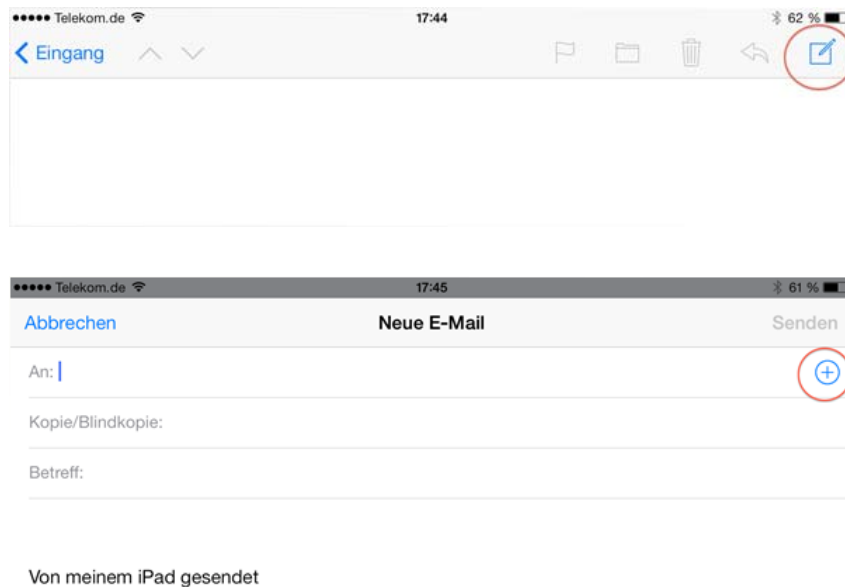 Telekom.de 17:44 62 %
Eingang
Telekom.de 17:45 61 %
Abbrechen Neue E-Mail Senden
An:
Kopie/Blindkopie:
Betreff:
Von meinem iPad gesendet